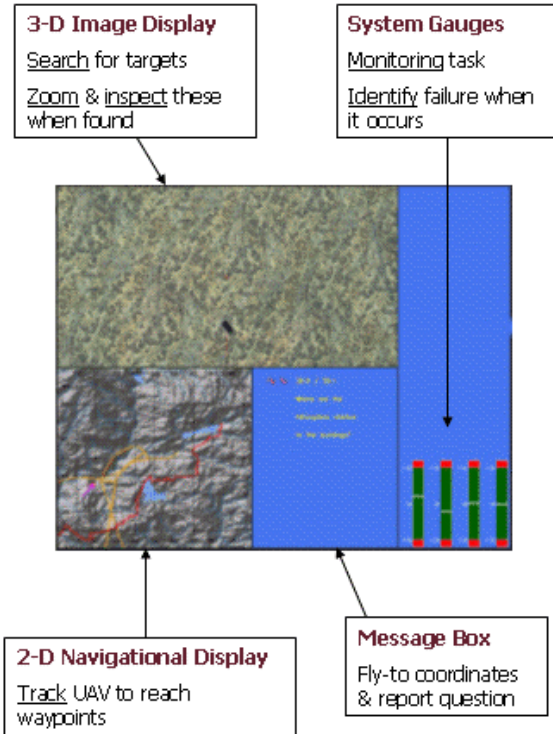 3-D Image Display
Search for targets
Zoom & inspect these
when found
System Gauges
Monitoring task
Identify failure when
it occurs
2-D Navigational Display
Track UAV to reach
waypoints
Message Box
Fly-to coordinates
& report question